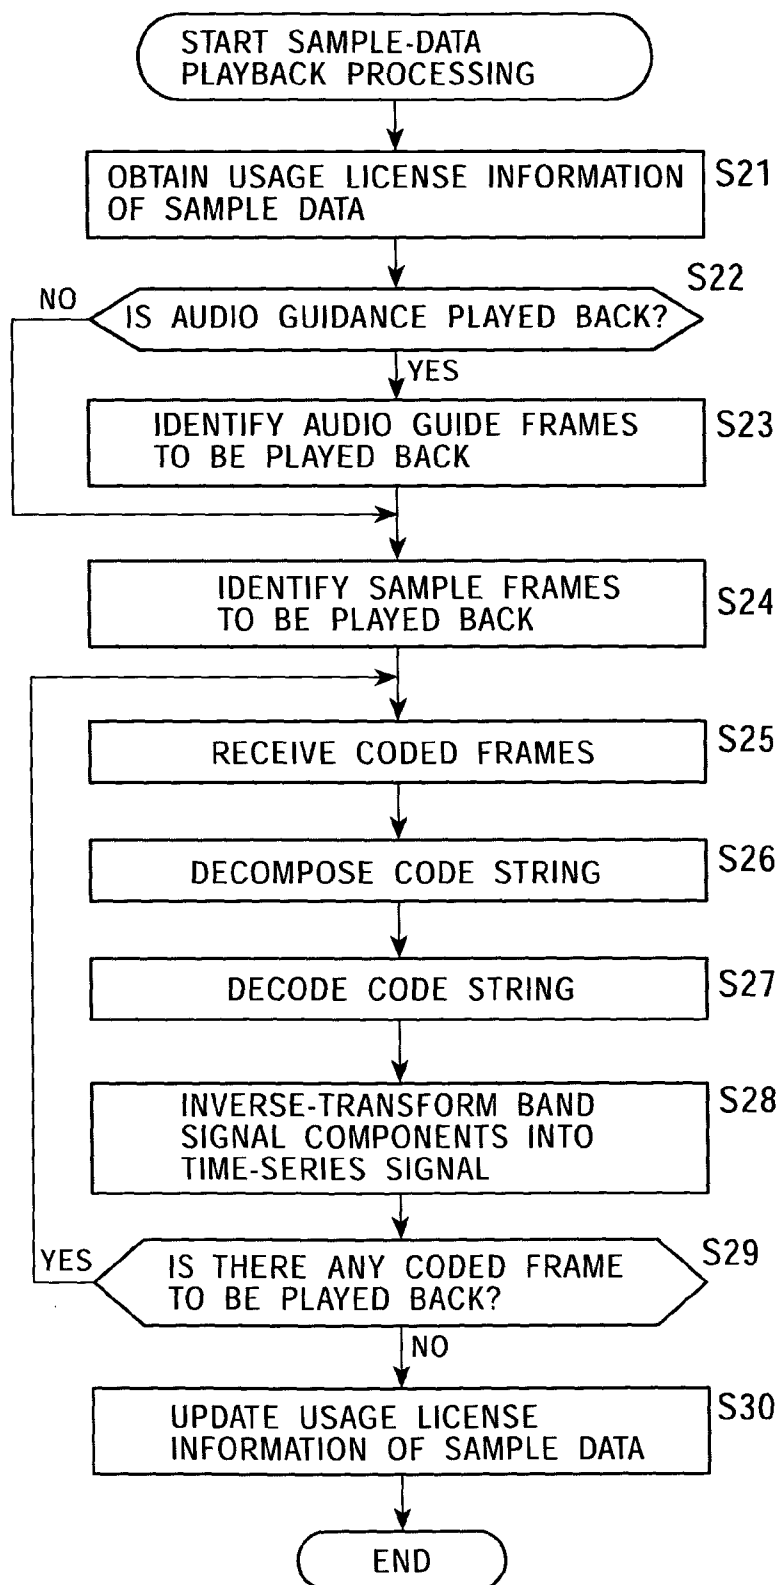 START SAMPLE-DATA
PLAYBACK PROCESSING
OBTAIN USAGE LICENSE INFORMATION
OF SAMPLE DATA
S21
S22
NO
IS AUDIO GUIDANCE PLAYED BACK?
YES
IDENTIFY AUDIO GUIDE FRAMES
TO BE PLAYED BACK
S23
IDENTIFY SAMPLE FRAMES
TO BE PLAYED BACK
S24
RECEIVE CODED FRAMES
S25
DECOMPOSE CODE STRING
S26
DECODE CODE STRING
S27
INVERSE-TRANSFORM BAND
SIGNAL COMPONENTS INTO
TIME-SERIES SIGNAL
S28
YES
IS THERE ANY CODED FRAME
TO BE PLAYED BACK?
S29
NO
UPDATE USAGE LICENSE
INFORMATION OF SAMPLE DATA
S30
END